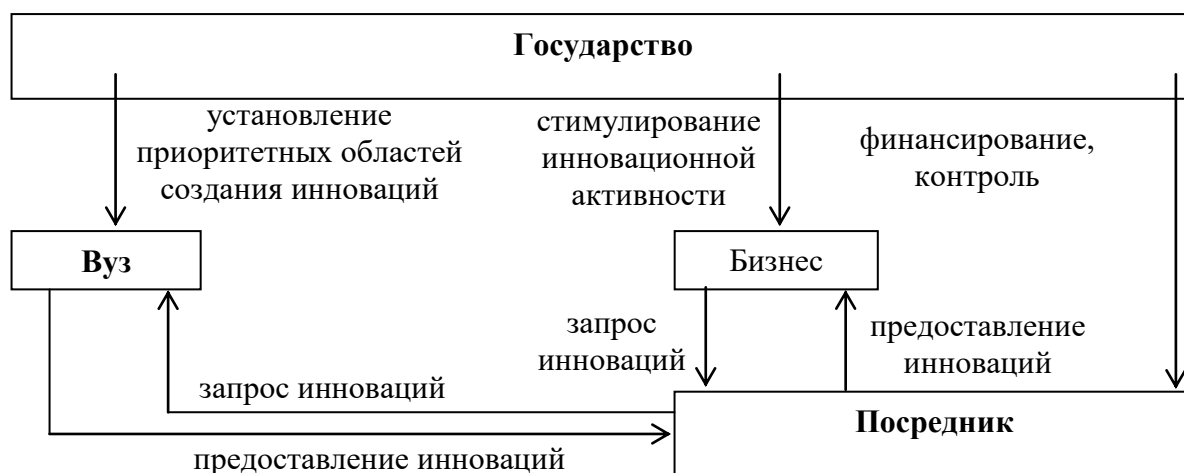 Государство
установление
приоритетных областей
создания инноваций
стимулирование
инновационной
активности
финансирование,
контроль
Вуз
Бизнес
запрос
инноваций
предоставление
инноваций
запрос инноваций
Посредник
предоставление инноваций